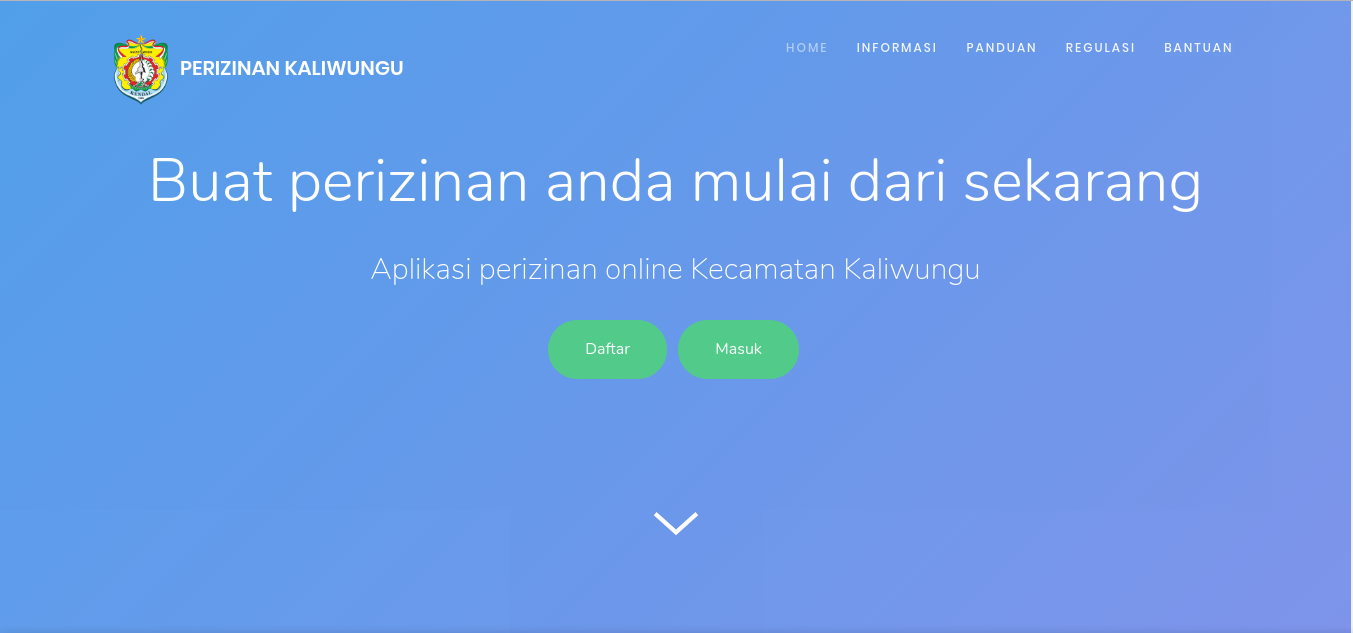 HOME INFORMASI PANDUAN REGULASI BANTUAN
PERIZINAN KALIWUNGU
KENDAL
Buat perizinan anda mulai dari sekarang
Aplikasi perizinan online Kecamatan Kaliwungu
Daftar Masuk